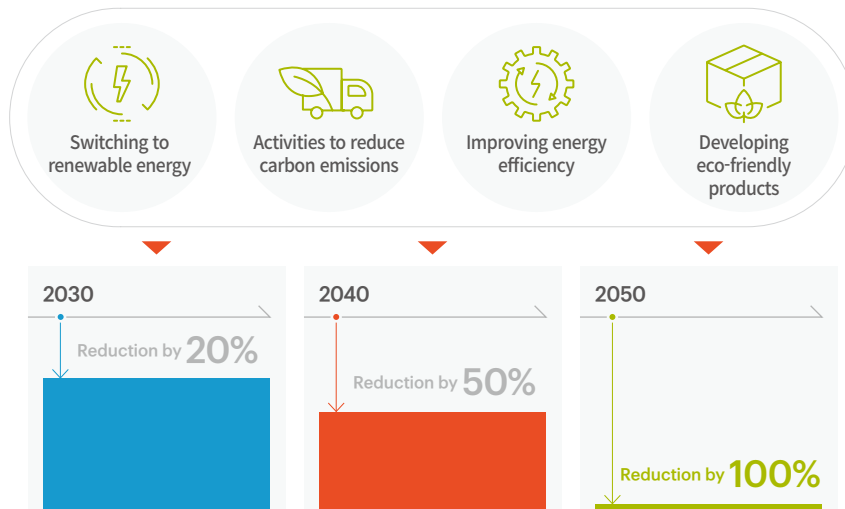 Switching to
renewable energy
Activities to reduce
carbon emissions
Improving energy
efficiency
Developing
eco-friendly
products
2030
Reduction by 20%
2040
Reduction by 50%
2050
Reduction by 100%